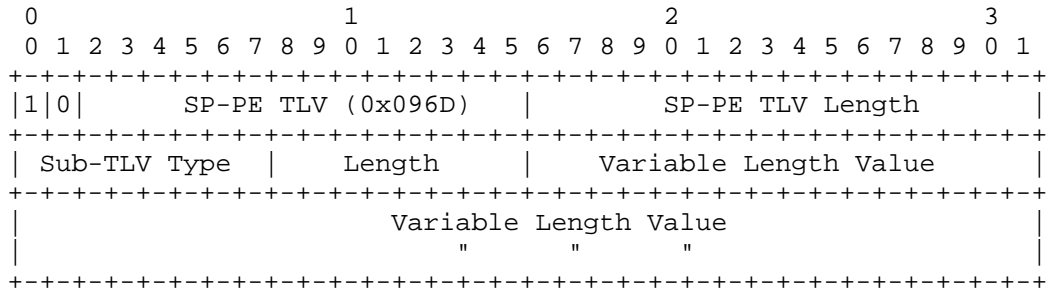 0                   1                   2                   3
 0 1 2 3 4 5 6 7 8 9 0 1 2 3 4 5 6 7 8 9 0 1 2 3 4 5 6 7 8 9 0 1
+-+-+-+-+-+-+-+-+-+-+-+-+-+-+-+-+-+-+-+-+-+-+-+-+-+-+-+-+-+-+-+-+
|1|0|      SP-PE TLV (0x096D)   |        SP-PE TLV Length       |
+-+-+-+-+-+-+-+-+-+-+-+-+-+-+-+-+-+-+-+-+-+-+-+-+-+-+-+-+-+-+-+-+
| Sub-TLV Type  |    Length     |    Variable Length Value      |
+-+-+-+-+-+-+-+-+-+-+-+-+-+-+-+-+-+-+-+-+-+-+-+-+-+-+-+-+-+-+-+-+
|                       Variable Length Value                   |
|                           "      "      "                     |
+-+-+-+-+-+-+-+-+-+-+-+-+-+-+-+-+-+-+-+-+-+-+-+-+-+-+-+-+-+-+-+-+